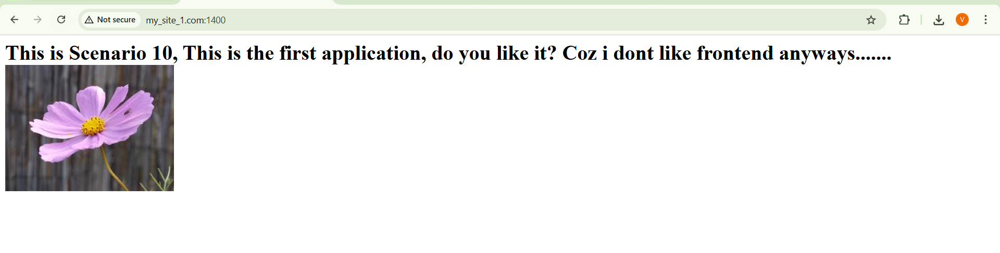 Not secure
my_site_1.com:1400
V
This is Scenario 10, This is the first application, do you like it? Coz i dont like frontend anyways.......